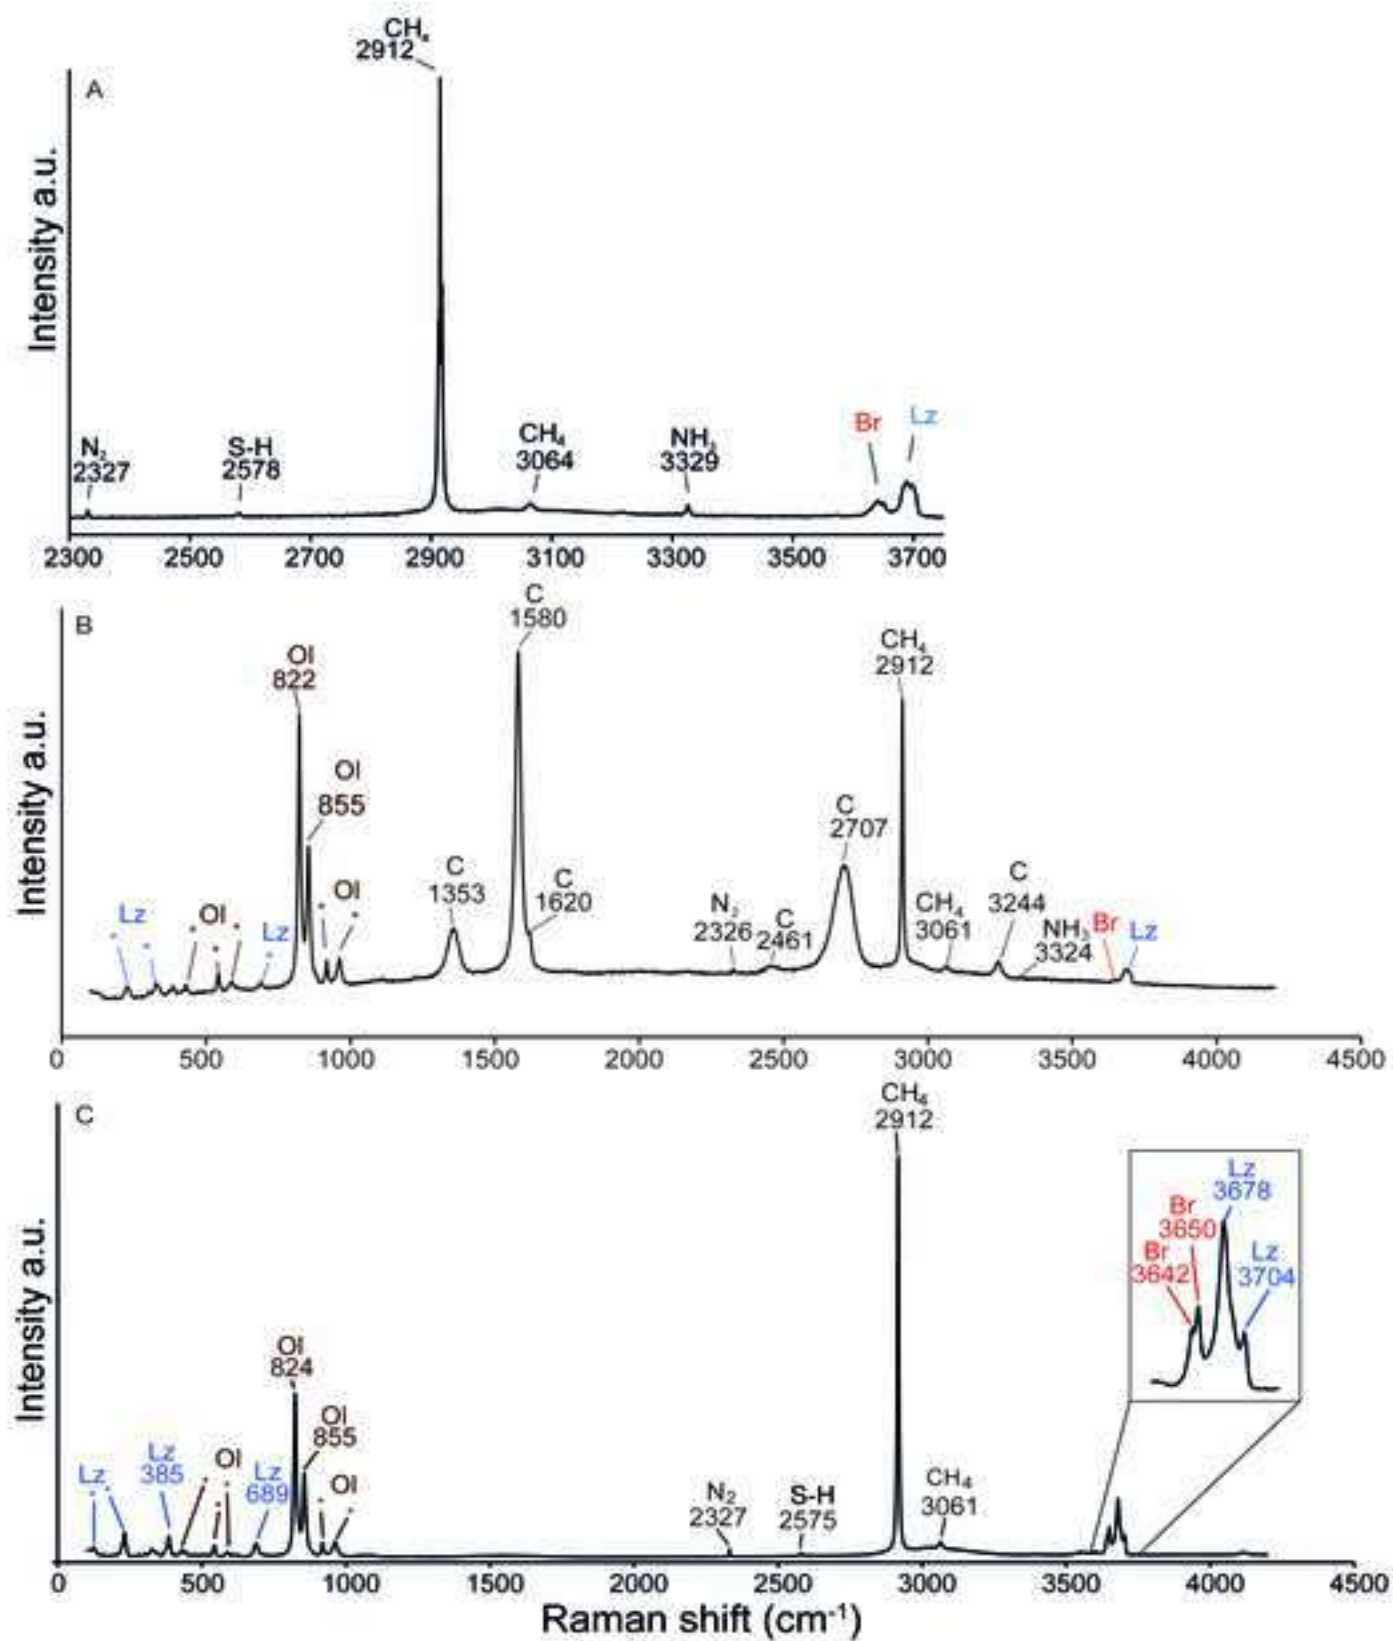 CH₄
2912
A
Intensity a.u.
N₂
2327
S-H
2578
CH₄
3064
NH₃
3329
Br
Lz
2300
2500
2700
2900
3100
3300
3500
3700
B
Intensity a.u.
Lz
Ol
Lz
Ol
822
Ol
855
Ol
C
1353
C
1580
C
1620
N₂
2326
C
2461
C
2707
CH₄
2912
CH₄
3061
C
3244
NH₃
3324
Br
Lz
0
500
1000
1500
2000
2500
3000
3500
4000
4500
C
Intensity a.u.
Lz
Lz
385
Ol
Lz
689
Ol
824
Ol
855
Ol
N₂
2327
S-H
2575
CH₄
2912
CH₄
3061
Br
3642
Br
3650
Lz
3678
Lz
3704
0
500
1000
1500
2000
2500
3000
3500
4000
4500
Raman shift (cm⁻¹)